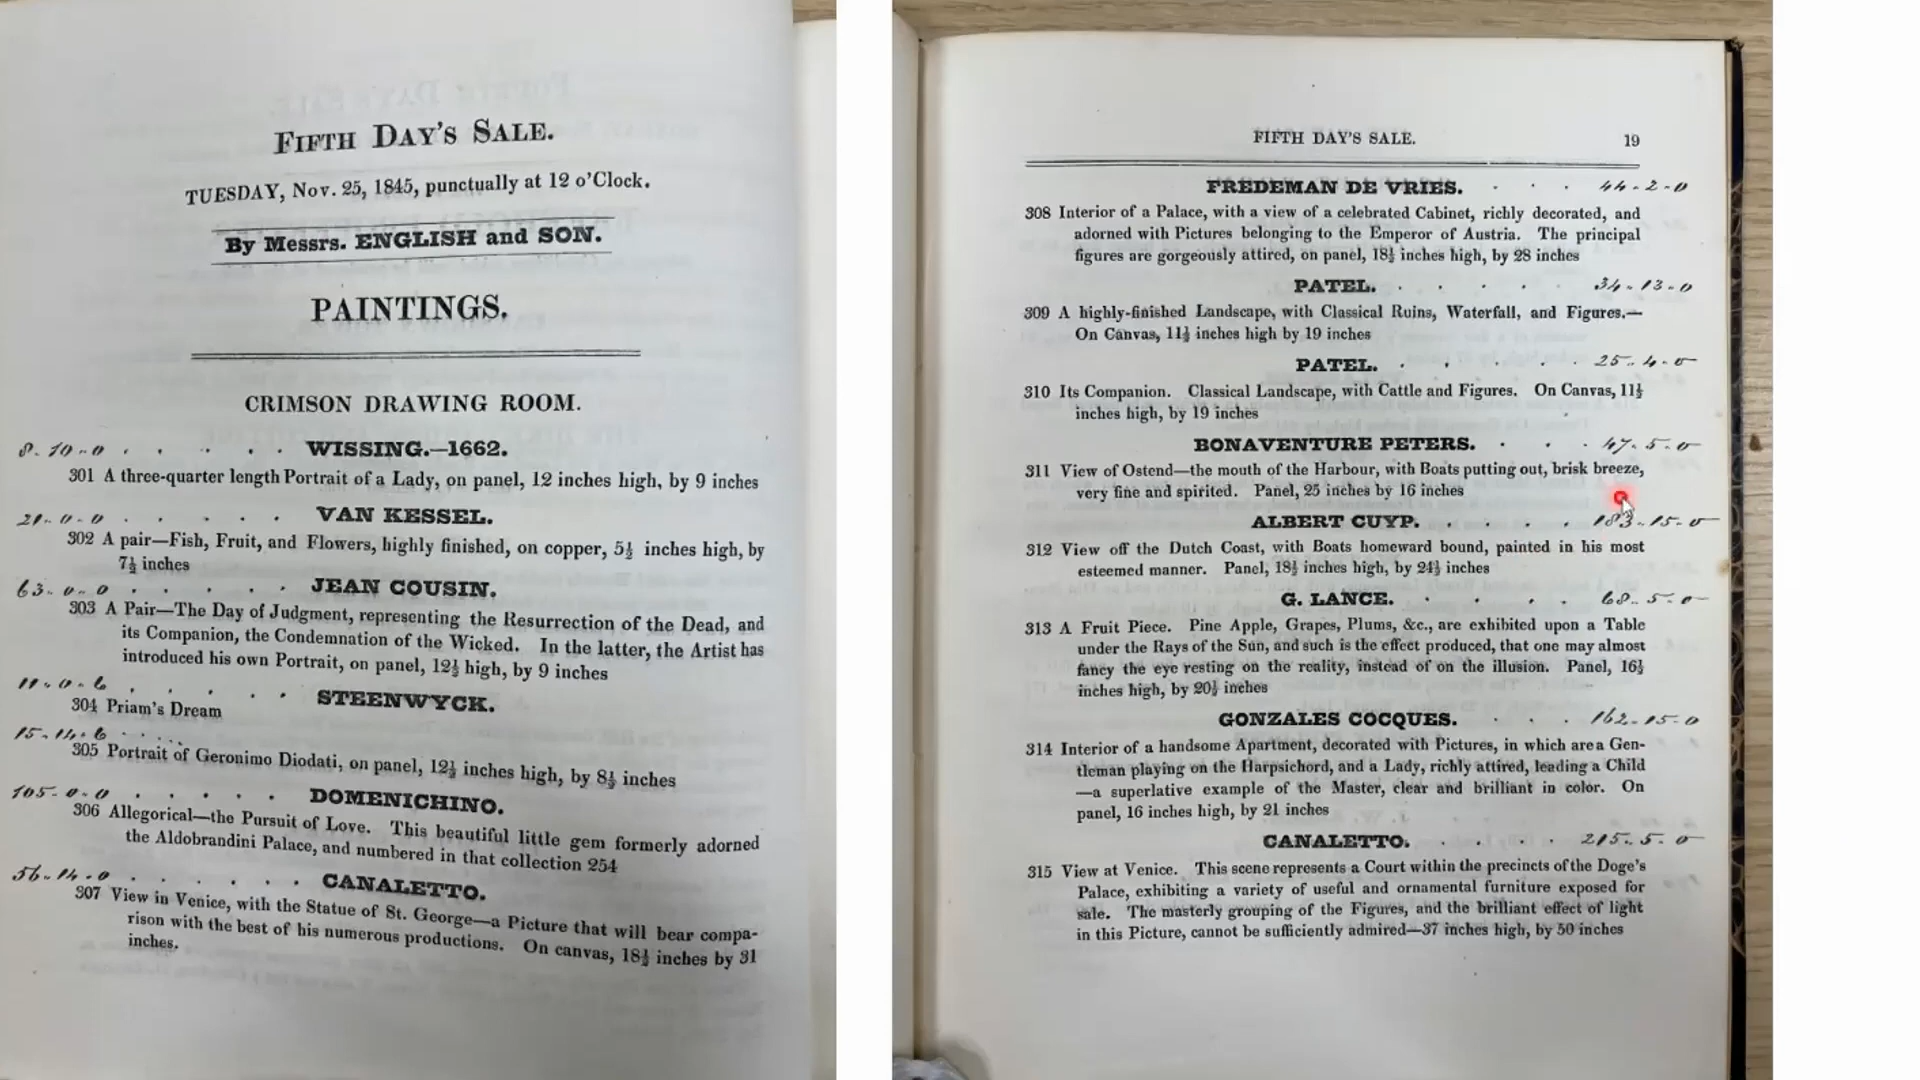 FIFTH DAY'S SALE.
TUESDAY, Nov. 25, 1845, punctually at 12 o'Clock.
By Messrs. ENGLISH and SON.
PAINTINGS.
CRIMSON DRAWING ROOM.
8-10-0 . . . . . WISSING.—1662.
301 A three-quarter length Portrait of a Lady, on panel, 12 inches high, by 9 inches
21-0-0 . . . . . VAN KESSEL.
302 A pair—Fish, Fruit, and Flowers, highly finished, on copper, 5½ inches high, by
7½ inches
63-0-0 . . . . . JEAN COUSIN.
303 A Pair—The Day of Judgment, representing the Resurrection of the Dead, and
its Companion, the Condemnation of the Wicked. In the latter, the Artist has
introduced his own Portrait, on panel, 12½ high, by 9 inches
11-0-6 . . . . . STEENWYCK.
304 Priam's Dream
15-14-6 . . . . .
305 Portrait of Geronimo Diodati, on panel, 12½ inches high, by 8½ inches
105-0-0 . . . . . DOMENICHINO.
306 Allegorical—the Pursuit of Love. This beautiful little gem formerly adorned
the Aldobrandini Palace, and numbered in that collection 254
56-14-0 . . . . . CANALETTO.
307 View in Venice, with the Statue of St. George—a Picture that will bear compa-
rison with the best of his numerous productions. On canvas, 18½ inches by 31
inches.
FIFTH DAY'S SALE. 19
FREDEMAN DE VRIES. . . . 44-2-0
308 Interior of a Palace, with a view of a celebrated Cabinet, richly decorated, and
adorned with Pictures belonging to the Emperor of Austria. The principal
figures are gorgeously attired, on panel, 18½ inches high, by 28 inches
PATEL. . . . . . 34-13-0
309 A highly-finished Landscape, with Classical Ruins, Waterfall, and Figures.—
On Canvas, 11½ inches high by 19 inches
PATEL. . . . . . 25-4-0
310 Its Companion. Classical Landscape, with Cattle and Figures. On Canvas, 11½
inches high, by 19 inches
BONAVENTURE PETERS. . . . 47-5-0
311 View of Ostend—the mouth of the Harbour, with Boats putting out, brisk breeze,
very fine and spirited. Panel, 25 inches by 16 inches
ALBERT CUYP. . . . . 183-15-0
312 View off the Dutch Coast, with Boats homeward bound, painted in his most
esteemed manner. Panel, 18½ inches high, by 24½ inches
G. LANCE. . . . . 68-5-0
313 A Fruit Piece. Pine Apple, Grapes, Plums, &c., are exhibited upon a Table
under the Rays of the Sun, and such is the effect produced, that one may almost
fancy the eye resting on the reality, instead of on the illusion. Panel, 16½
inches high, by 20½ inches
GONZALES COCQUES. . . . 162-15-0
314 Interior of a handsome Apartment, decorated with Pictures, in which are a Gen-
tleman playing on the Harpsichord, and a Lady, richly attired, leading a Child
—a superlative example of the Master, clear and brilliant in color. On
panel, 16 inches high, by 21 inches
CANALETTO. . . . . 215-5-0
315 View at Venice. This scene represents a Court within the precincts of the Doge's
Palace, exhibiting a variety of useful and ornamental furniture exposed for
sale. The masterly grouping of the Figures, and the brilliant effect of light
in this Picture, cannot be sufficiently admired—37 inches high, by 50 inches